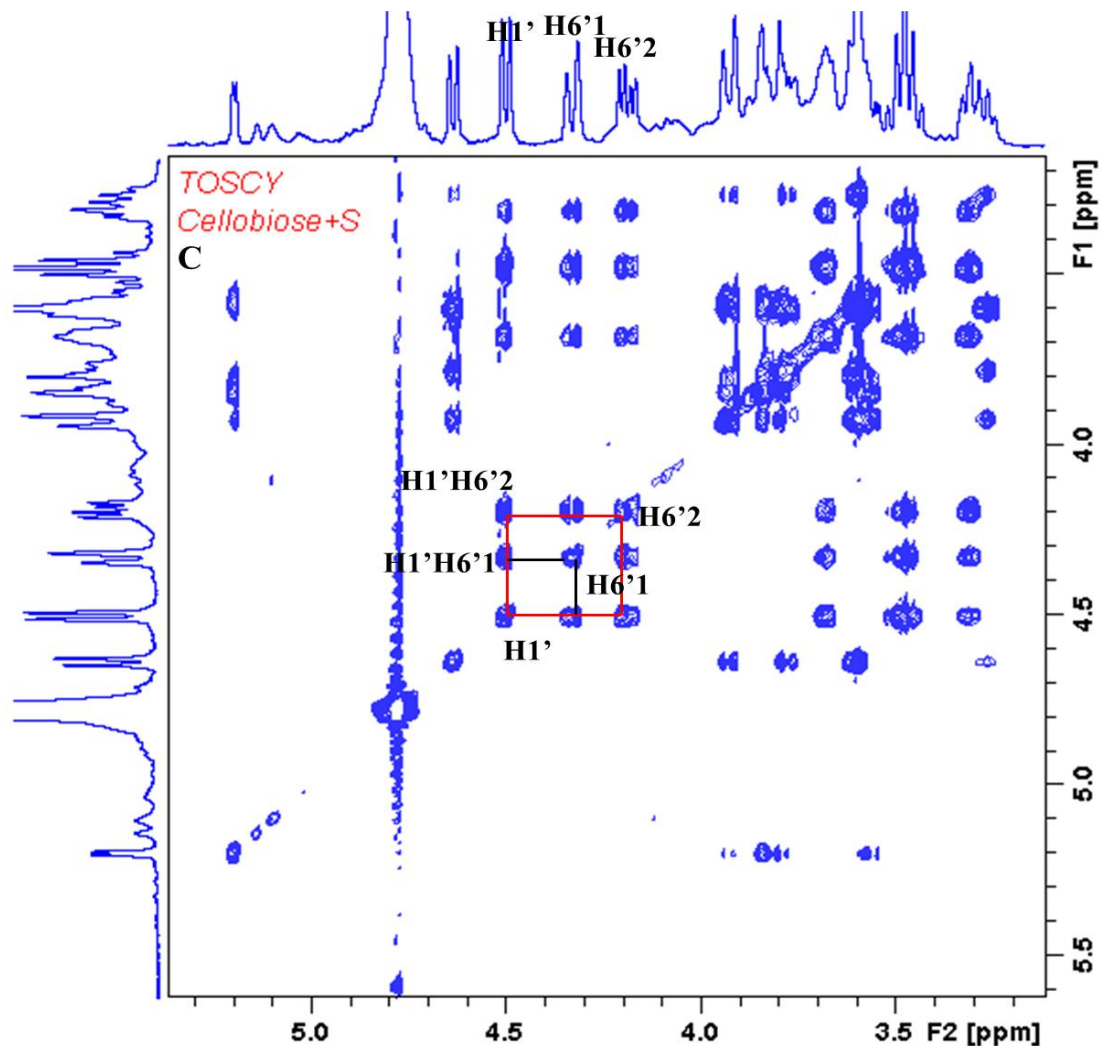 H1’ H6’1
H6’2
TOSCY
Cellobiose+S
C
F1 [ppm]
4.0
H1’H6’2
H6’2
H1’H6’1
H6’1
4.5
H1’
5.0
5.5
5.0 4.5 4.0 3.5 F2 [ppm]